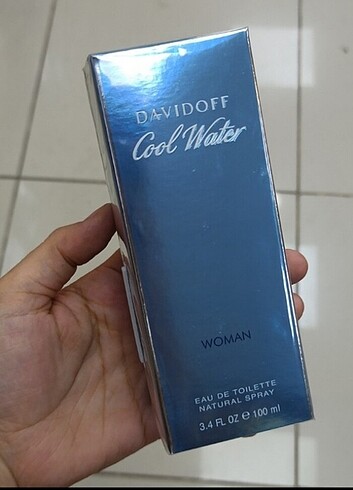 DAVIDOFF
Cool Water
WOMAN
EAU DE TOILETTE
NATURAL SPRAY
3.4 FL OZ e 100 ml